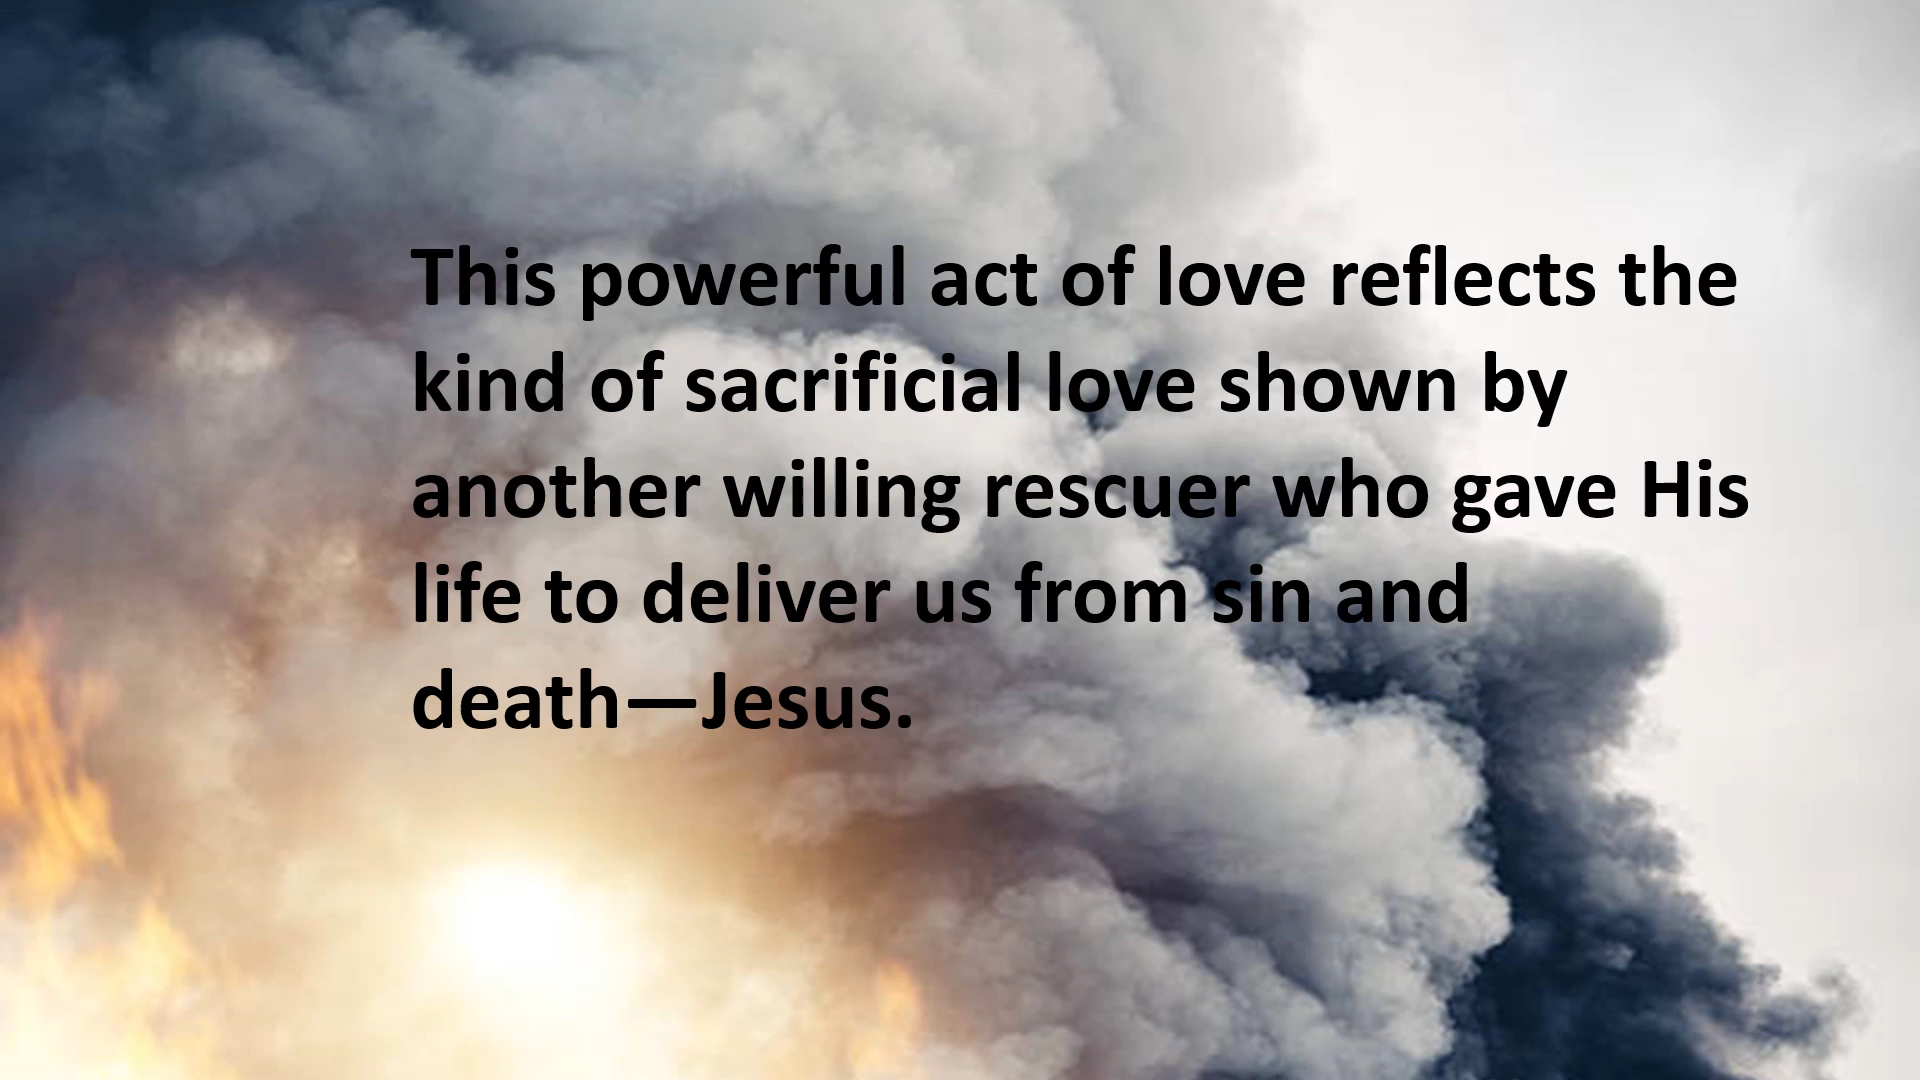 This powerful act of love reflects the
kind of sacrificial love shown by
another willing rescuer who gave His
life to deliver us from sin and
death—Jesus.